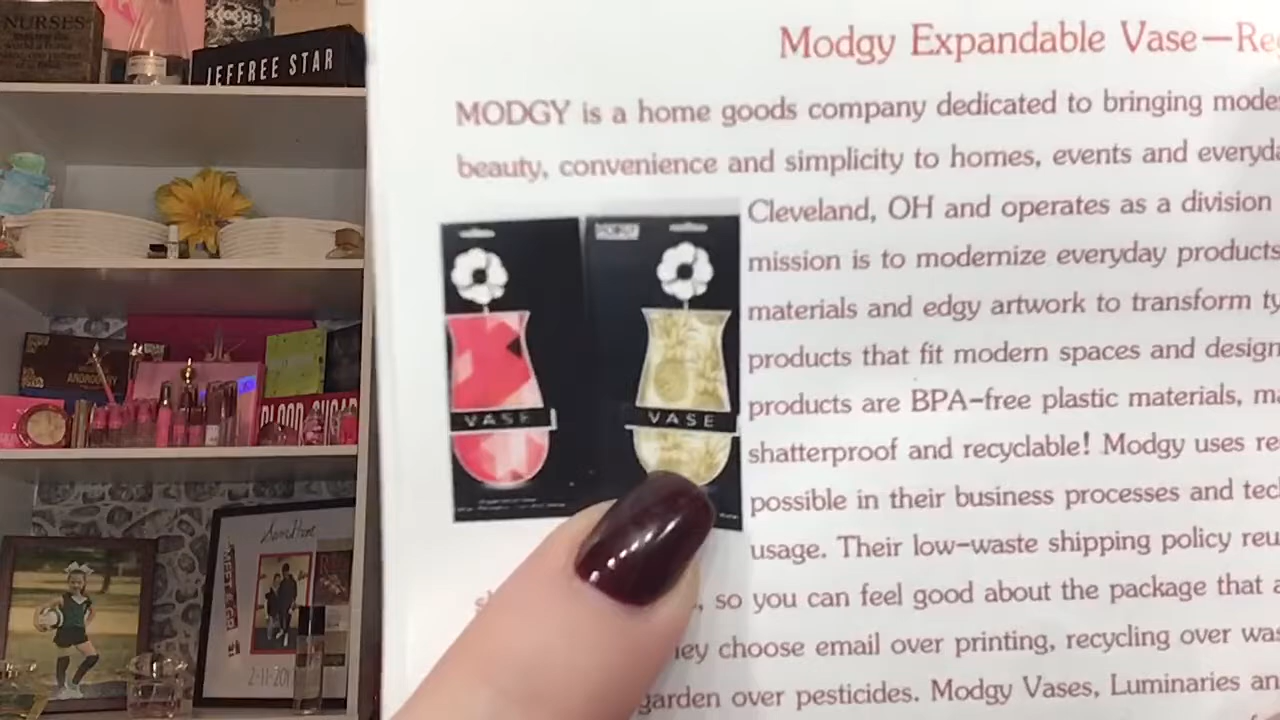 NURSES
JEFFREE STAR
Modgy Expandable Vase—Re
MODGY is a home goods company dedicated to bringing mode
beauty, convenience and simplicity to homes, events and everyda
Cleveland, OH and operates as a division
mission is to modernize everyday products
materials and edgy artwork to transform ty
products that fit modern spaces and design
products are BPA-free plastic materials, ma
shatterproof and recyclable! Modgy uses re
possible in their business processes and tec
usage. Their low-waste shipping policy reu
, so you can feel good about the package that a
ey choose email over printing, recycling over was
garden over pesticides. Modgy Vases, Luminaries an
MODGY
VASE
VASE
BLOOD SUGAR
2-11-201